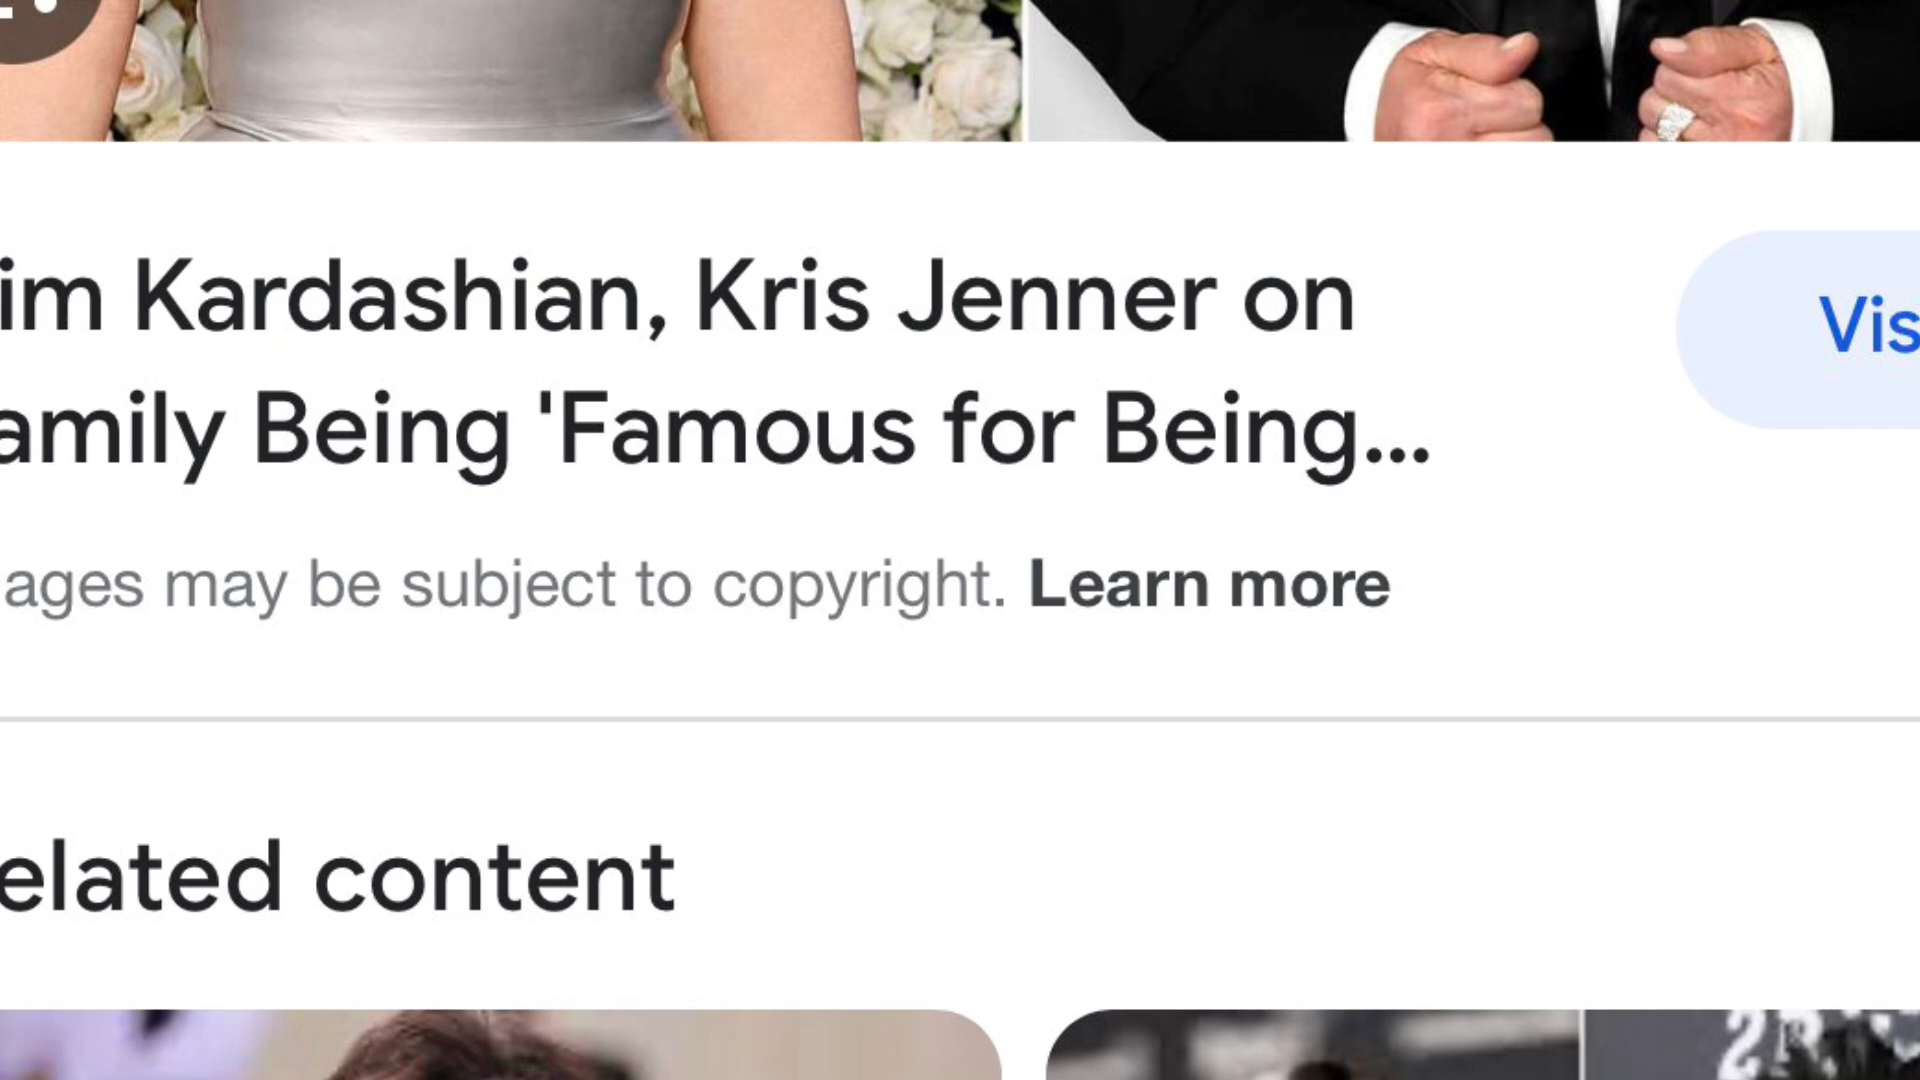 im Kardashian, Kris Jenner on
amily Being 'Famous for Being...
Vis
ages may be subject to copyright. Learn more
elated content